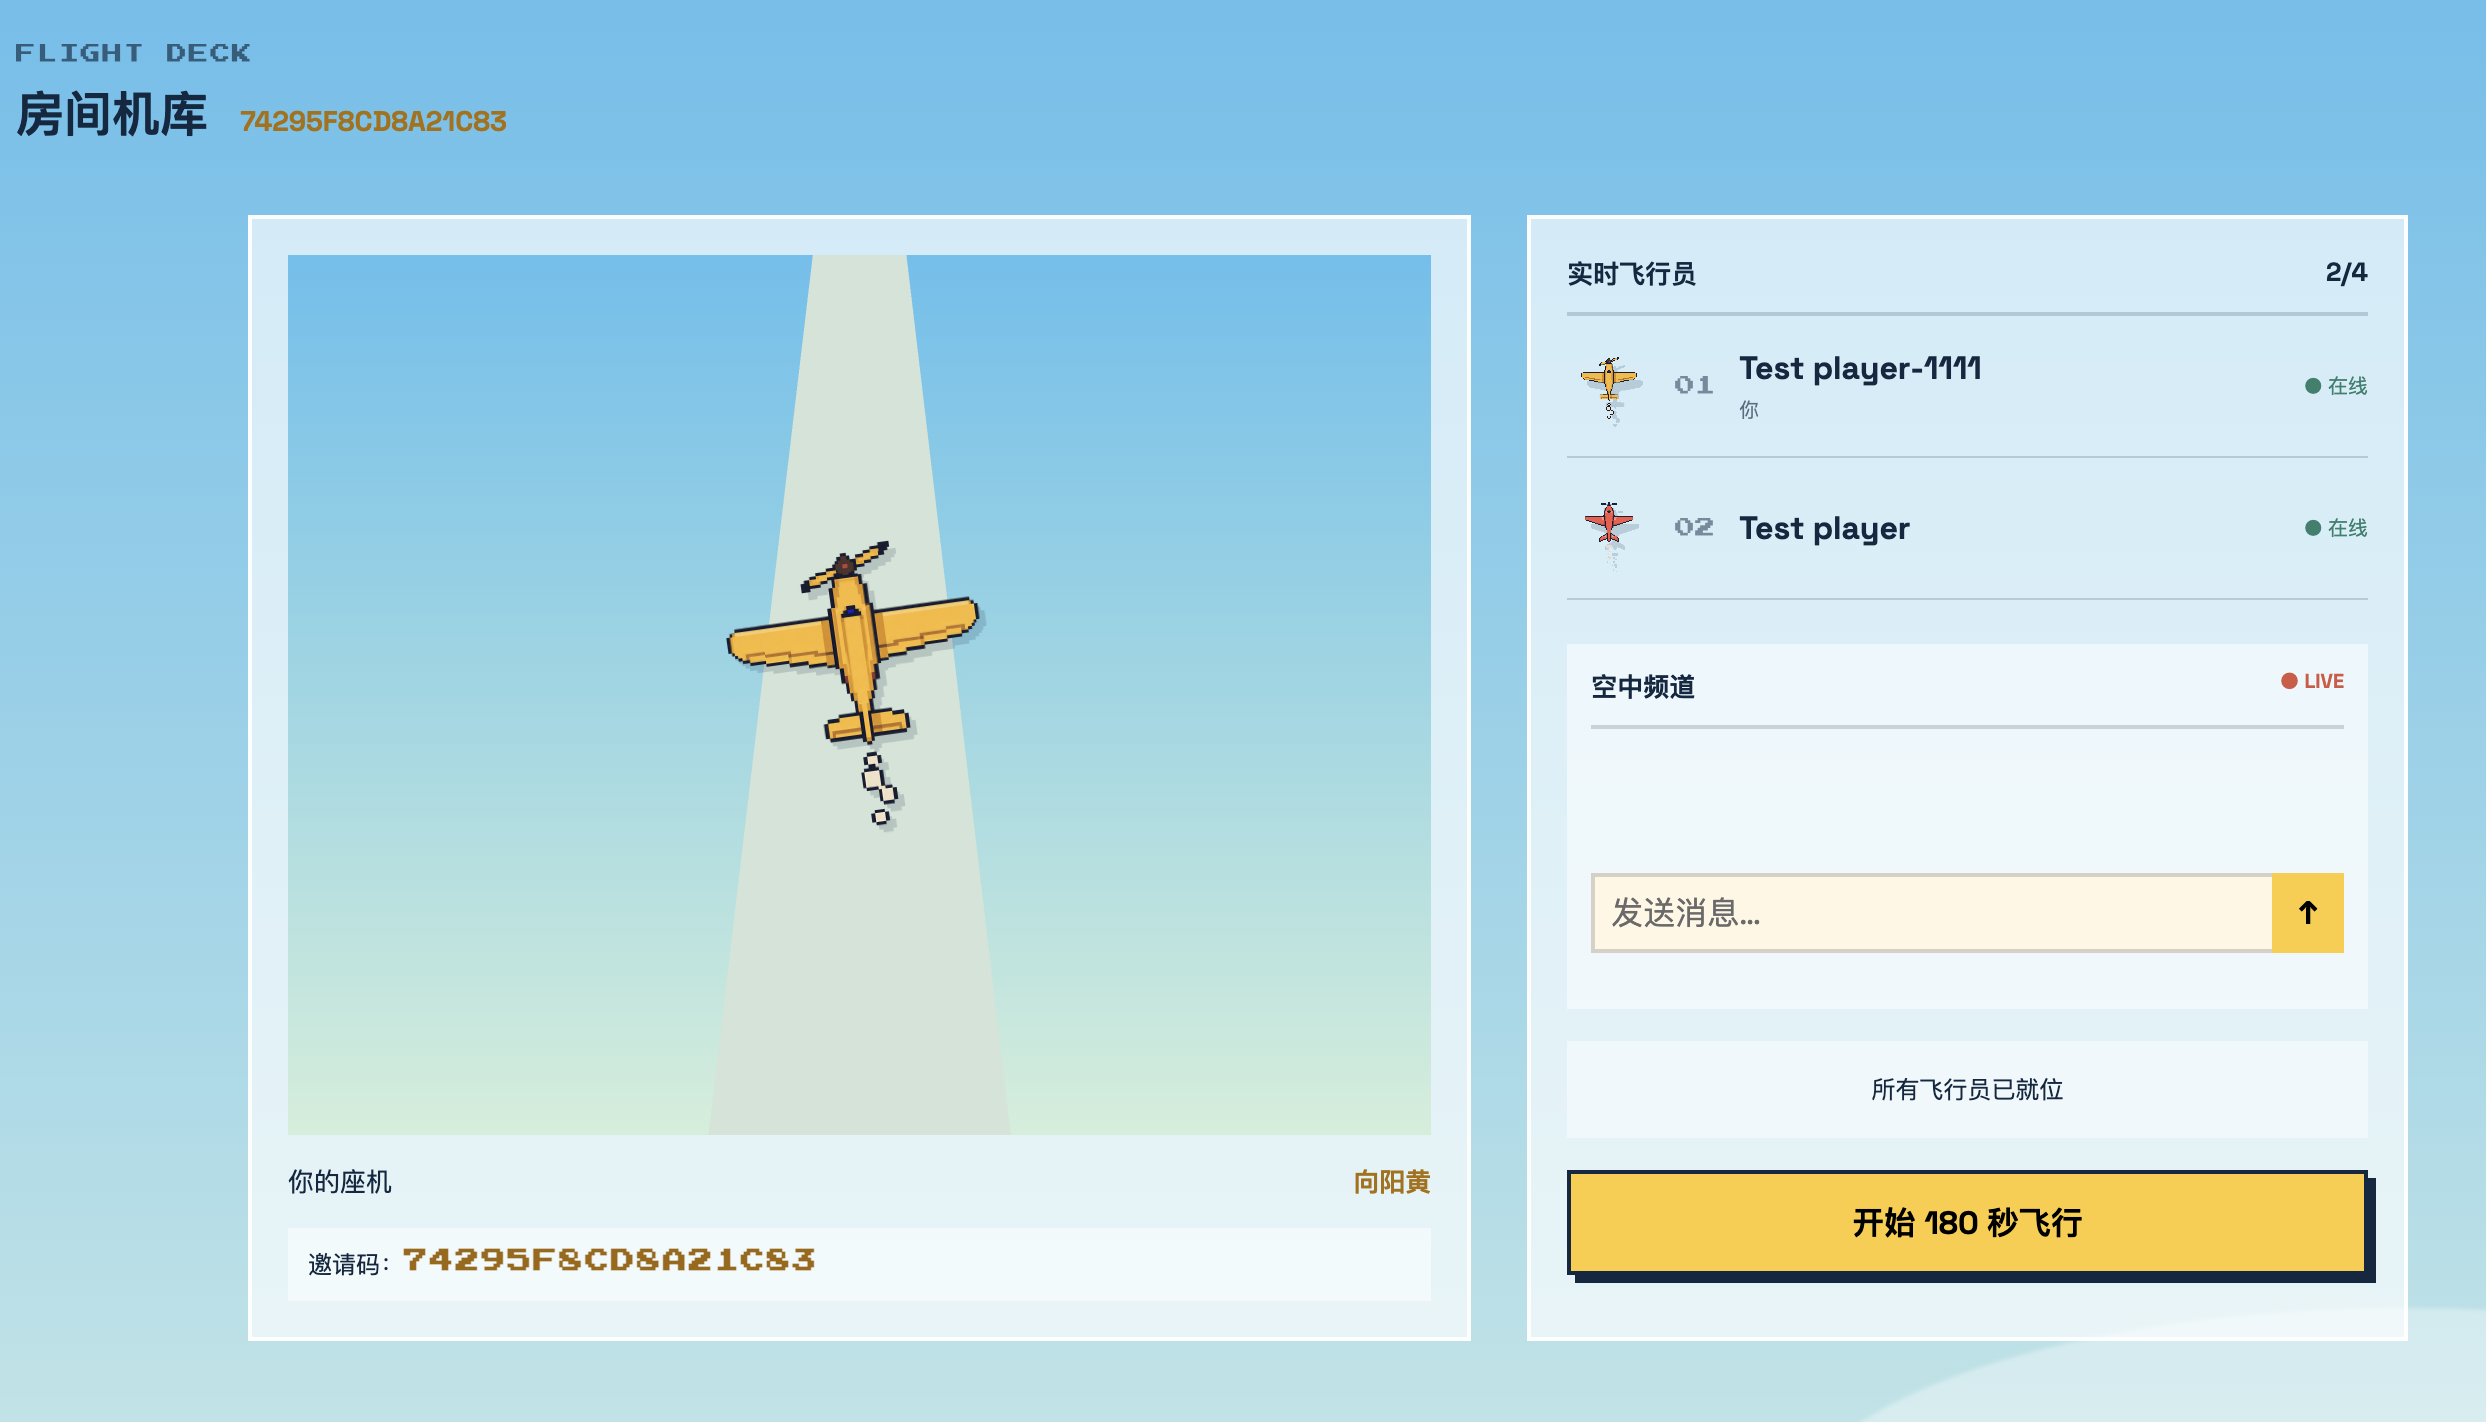 FLIGHT DECK
房间机库 74295F8CD8A21C83
你的座机 向阳黄
邀请码: 74295F8CD8A21C83
实时飞行员 2/4
01 Test player-1111 在线
你
02 Test player 在线
空中频道 LIVE
发送消息... ↑
所有飞行员已就位
开始 180 秒飞行